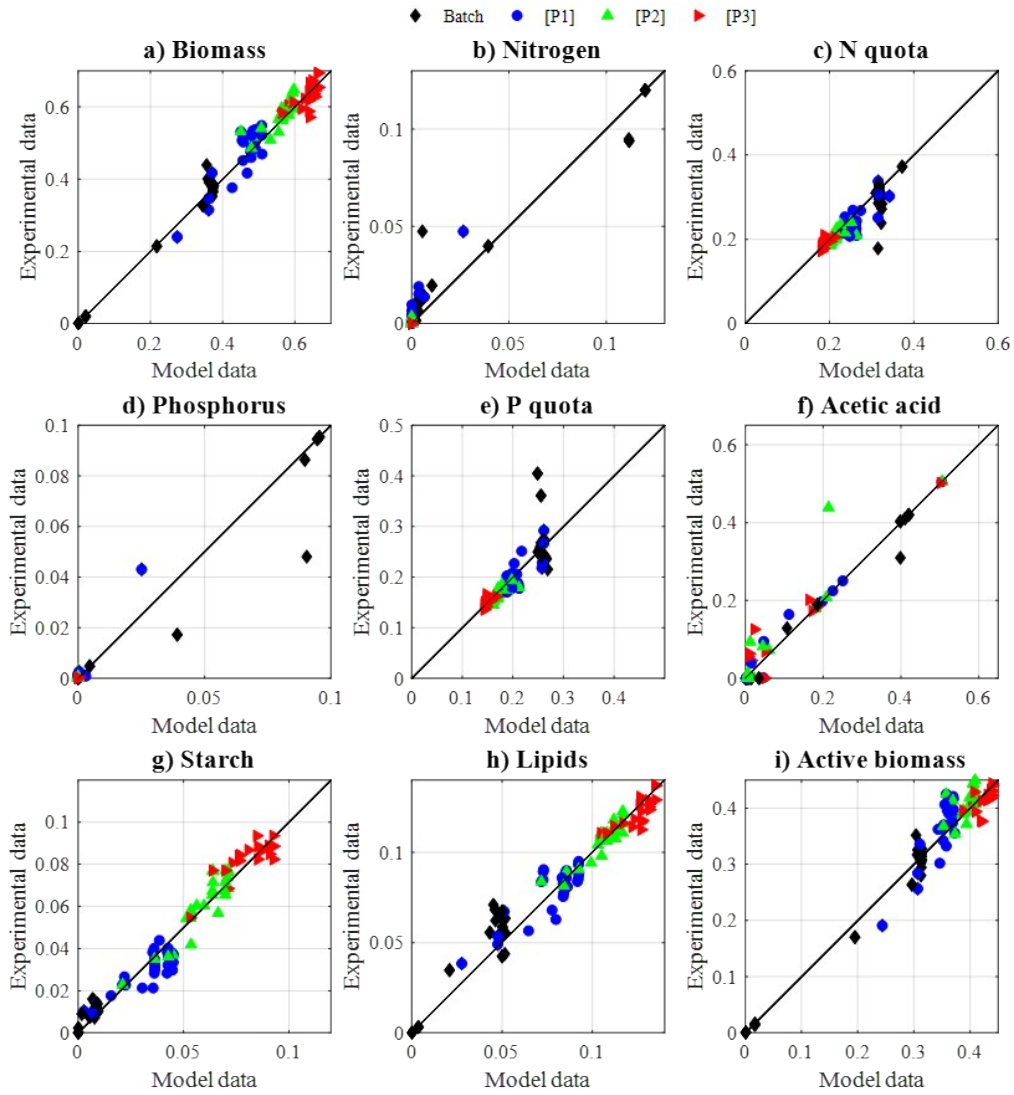 Batch [P1] [P2] [P3]
a) Biomass
Experimental data
0 0.2 0.4 0.6
0 0.2 0.4 0.6
Model data
b) Nitrogen
Experimental data
0 0.05 0.1
0 0.05 0.1
Model data
c) N quota
Experimental data
0 0.2 0.4 0.6
0 0.2 0.4 0.6
Model data
d) Phosphorus
Experimental data
0 0.02 0.04 0.06 0.08 0.1
0 0.05 0.1
Model data
e) P quota
Experimental data
0 0.1 0.2 0.3 0.4 0.5
0 0.1 0.2 0.3 0.4
Model data
f) Acetic acid
Experimental data
0 0.2 0.4 0.6
0 0.2 0.4 0.6
Model data
g) Starch
Experimental data
0 0.02 0.04 0.06 0.08 0.1
0 0.05 0.1
Model data
h) Lipids
Experimental data
0 0.05 0.1
0 0.05 0.1
Model data
i) Active biomass
Experimental data
0 0.1 0.2 0.3 0.4
0 0.1 0.2 0.3 0.4
Model data